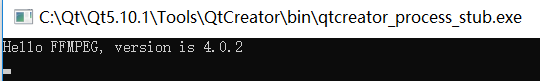 C:\Qt\Qt5.10.1\Tools\QtCreator\bin\qtcreator_process_stub.exe
Hello FFMPEG, version is 4.0.2